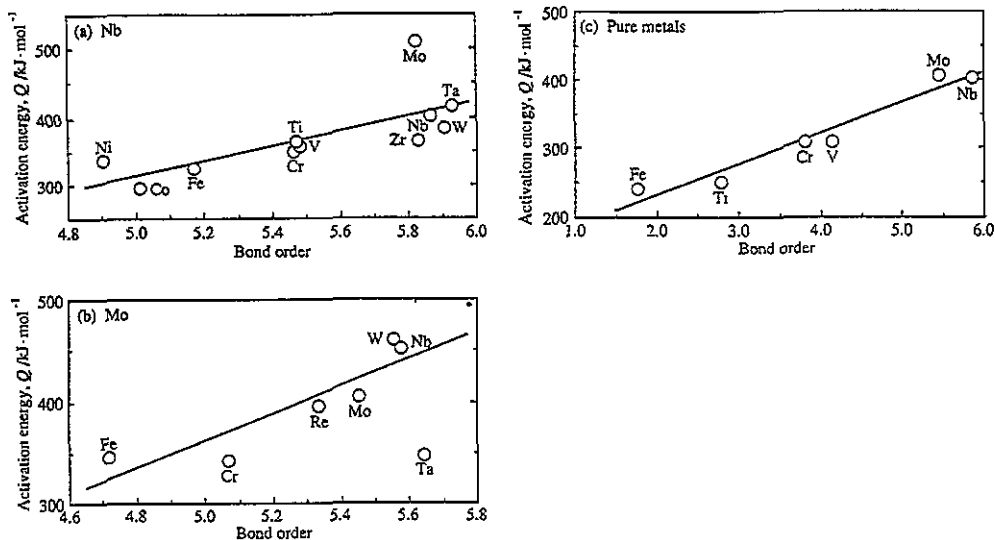 (a) Nb
Activation energy, Q /kJ·mol⁻¹
500
400
300
Mo
Ta
Nb
W
Zr
Ti
V
Cr
Ni
Co
Fe
4.8 5.0 5.2 5.4 5.6 5.8 6.0
Bond order
(c) Pure metals
Activation energy, Q /kJ·mol⁻¹
500
400
300
200
Mo
Nb
Cr
V
Fe
Ti
1.0 2.0 3.0 4.0 5.0 6.0
Bond order
(b) Mo
Activation energy, Q /kJ·mol⁻¹
500
400
300
W
Nb
Re
Mo
Fe
Cr
Ta
4.6 4.8 5.0 5.2 5.4 5.6 5.8
Bond order